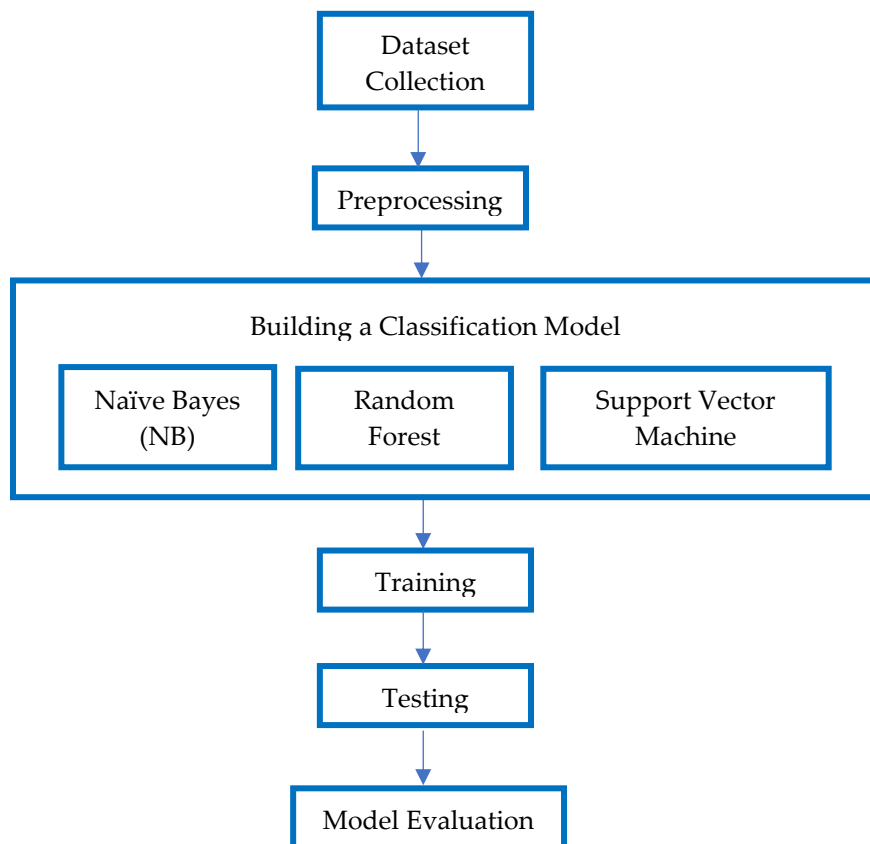 Dataset
Collection
Preprocessing
Building a Classification Model
Naïve Bayes
(NB)
Random
Forest
Support Vector
Machine
Training
Testing
Model Evaluation